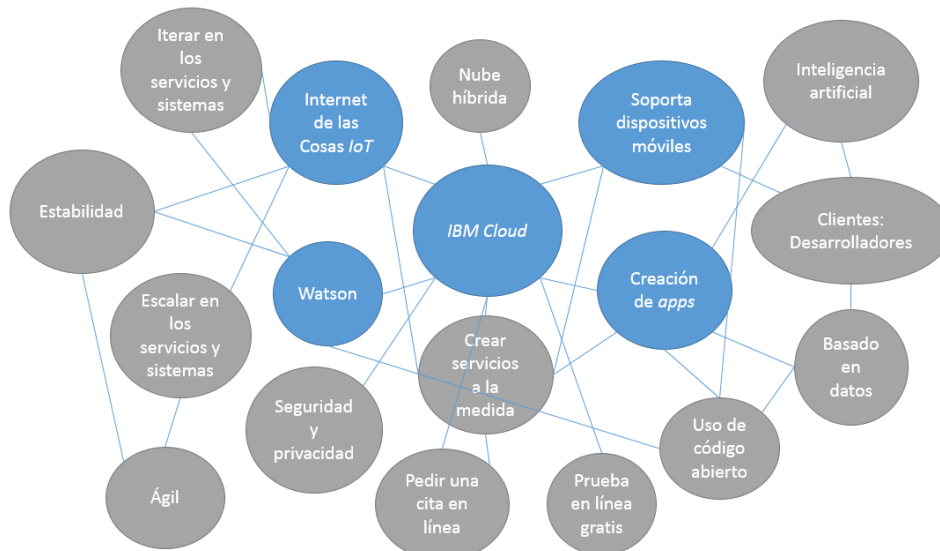 Iterar en
los
servicios y
sistemas
Internet
de las
Cosas IoT
Nube
híbrida
Soporta
dispositivos
móviles
Inteligencia
artificial
Estabilidad
IBM Cloud
Clientes:
Desarrolladores
Escalar en
los
servicios y
sistemas
Watson
Creación
de apps
Crear
servicios
a la
medida
Basado
en
datos
Seguridad
y
privacidad
Uso de
código
abierto
Ágil
Pedir una
cita en
línea
Prueba
en línea
gratis